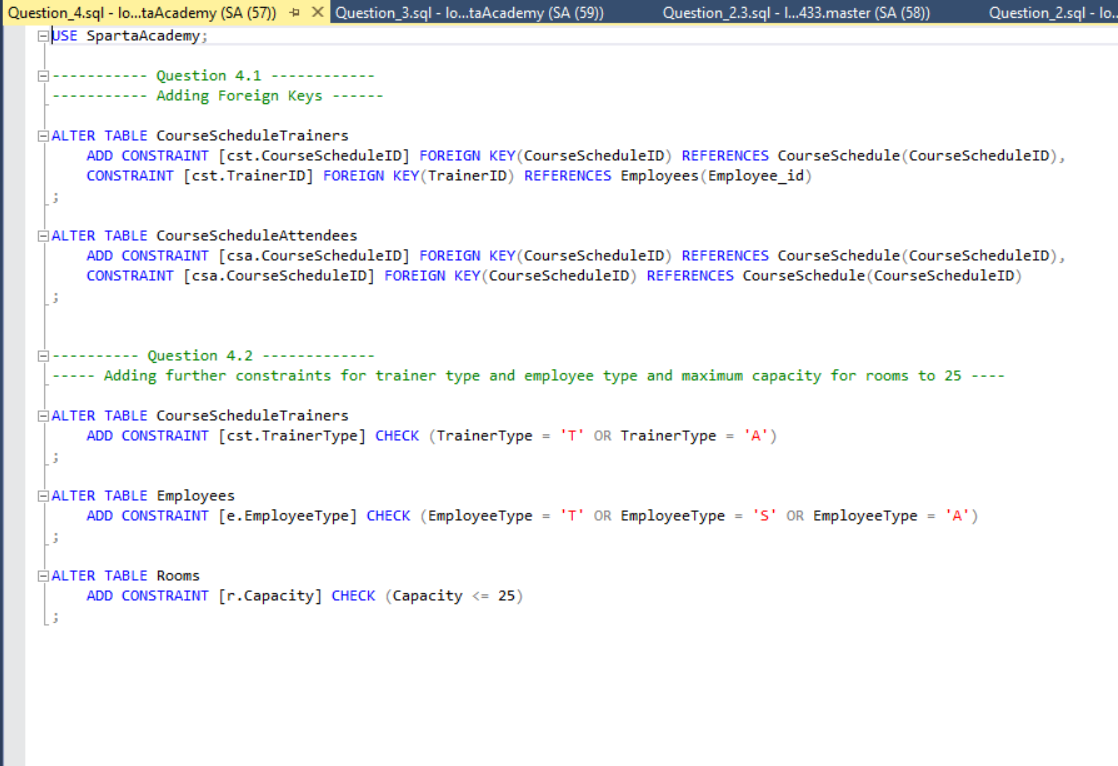 Question_4.sql - lo...taAcademy (SA (57)) Question_3.sql - lo...taAcademy (SA (59)) Question_2.3.sql - l...433.master (SA (58)) Question_2.sql - lo...
USE SpartaAcademy;
----------- Question 4.1 ------------
----------- Adding Foreign Keys ------
ALTER TABLE CourseScheduleTrainers
ADD CONSTRAINT [cst.CourseScheduleID] FOREIGN KEY(CourseScheduleID) REFERENCES CourseSchedule(CourseScheduleID),
CONSTRAINT [cst.TrainerID] FOREIGN KEY(TrainerID) REFERENCES Employees(Employee_id)
;
ALTER TABLE CourseScheduleAttendees
ADD CONSTRAINT [csa.CourseScheduleID] FOREIGN KEY(CourseScheduleID) REFERENCES CourseSchedule(CourseScheduleID),
CONSTRAINT [csa.CourseScheduleID] FOREIGN KEY(CourseScheduleID) REFERENCES CourseSchedule(CourseScheduleID)
;
---------- Question 4.2 -------------
----- Adding further constraints for trainer type and employee type and maximum capacity for rooms to 25 ----
ALTER TABLE CourseScheduleTrainers
ADD CONSTRAINT [cst.TrainerType] CHECK (TrainerType = 'T' OR TrainerType = 'A')
;
ALTER TABLE Employees
ADD CONSTRAINT [e.EmployeeType] CHECK (EmployeeType = 'T' OR EmployeeType = 'S' OR EmployeeType = 'A')
;
ALTER TABLE Rooms
ADD CONSTRAINT [r.Capacity] CHECK (Capacity <= 25)
;